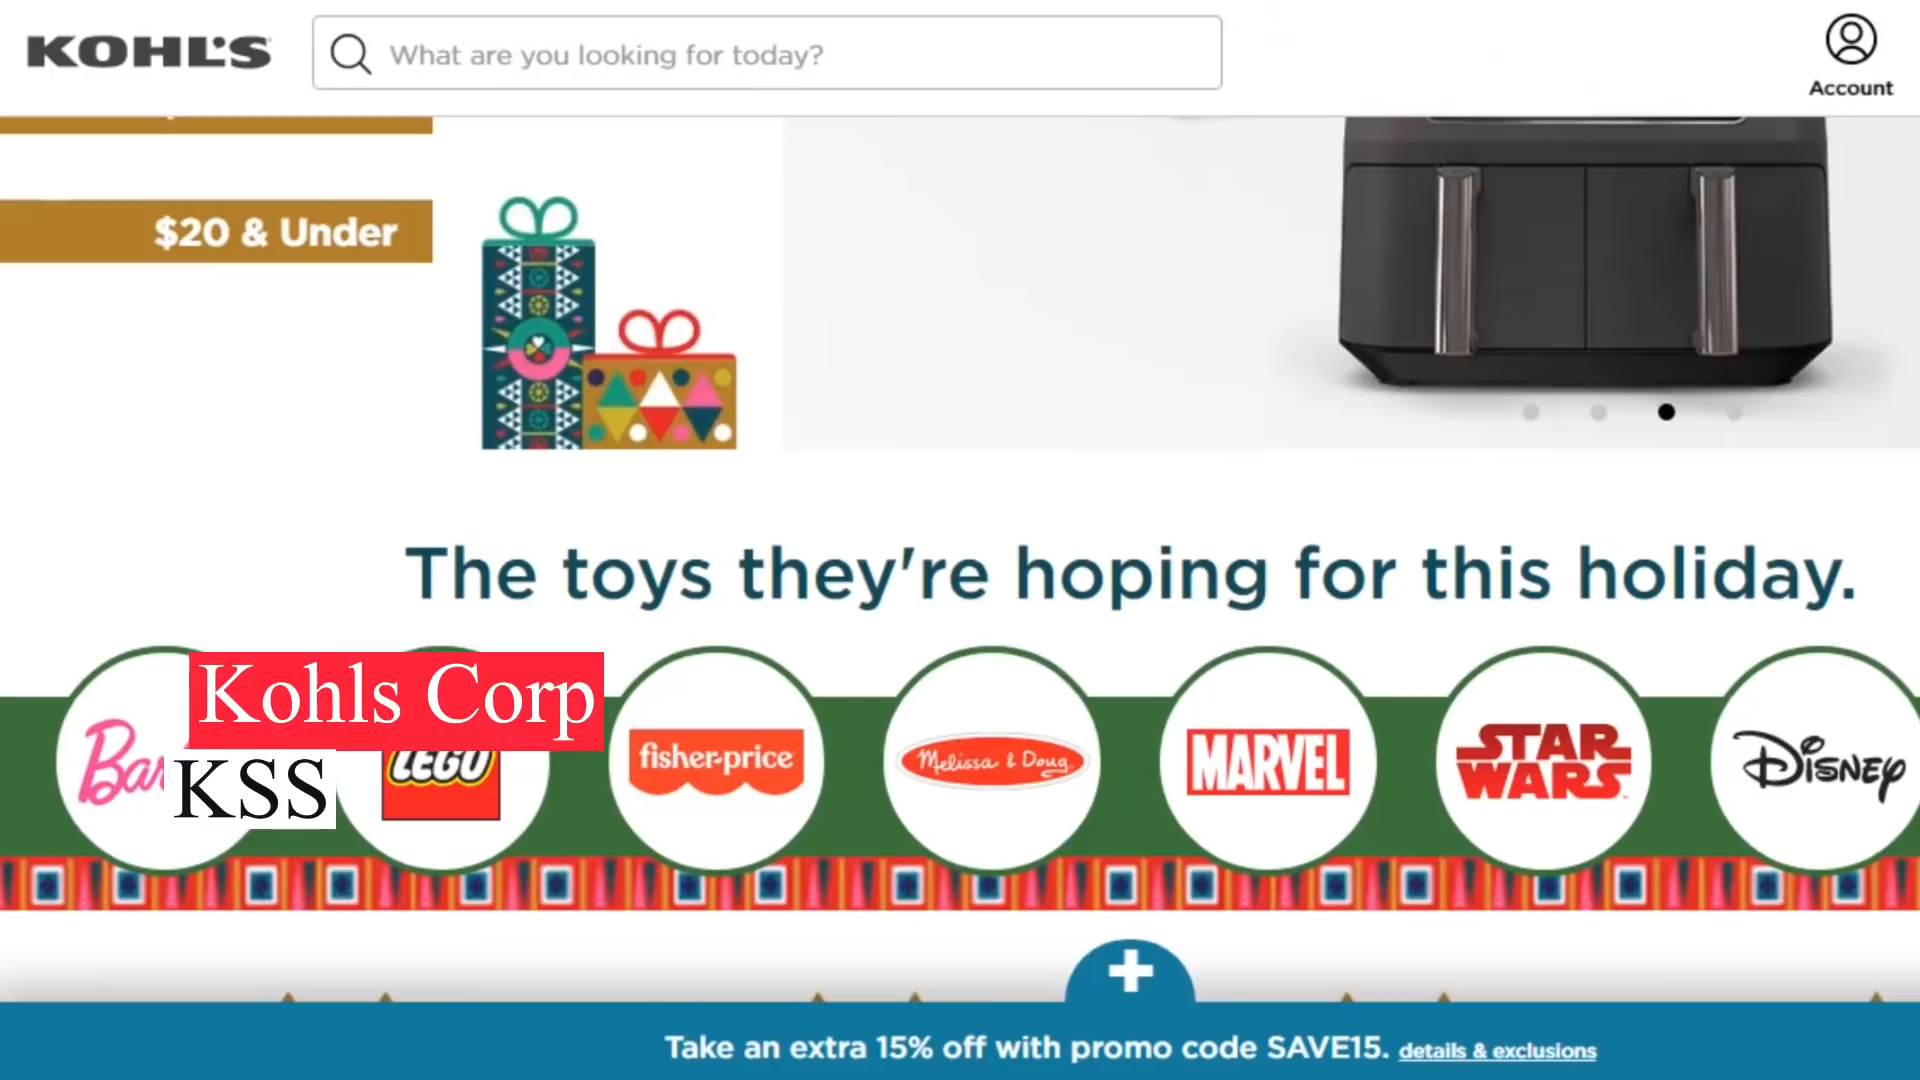 KOHL'S
What are you looking for today?
Account
$20 & Under
The toys they're hoping for this holiday.
Kohls Corp
KSS
LEGO
fisher-price
Melissa & Doug
MARVEL
STAR WARS
DISNEY
Take an extra 15% off with promo code SAVE15. details & exclusions